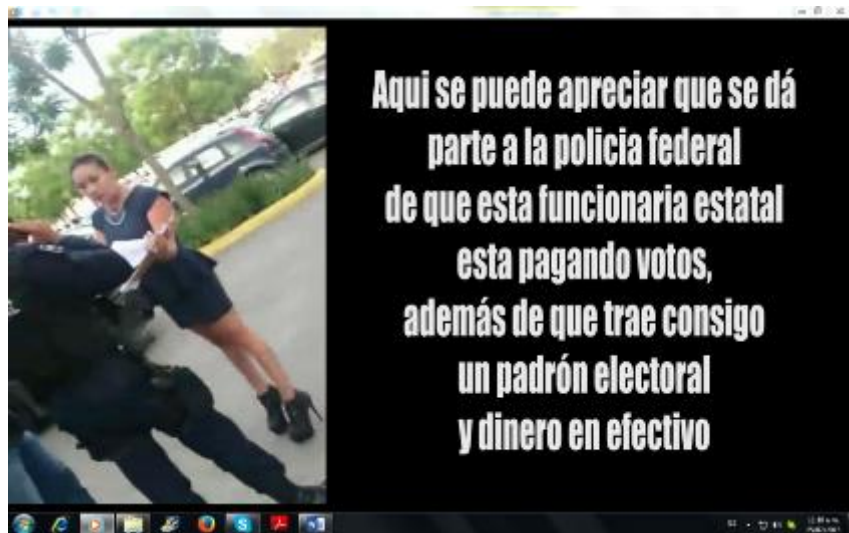 Aqui se puede apreciar que se dá
parte a la policia federal
de que esta funcionaria estatal
esta pagando votos,
además de que trae consigo
un padrón electoral
y dinero en efectivo